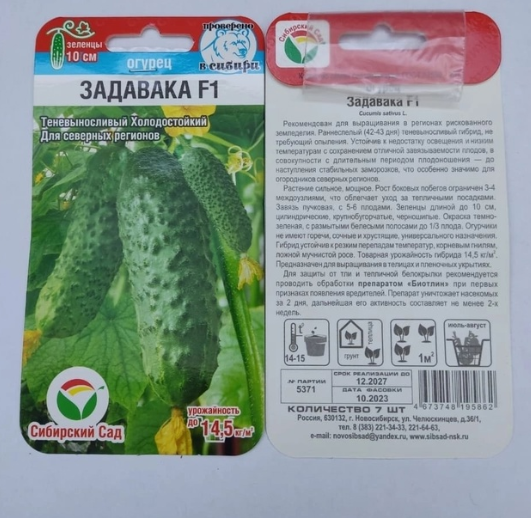 зеленцы
10 см
проверено
в Сибири
огурец
ЗАДАВАКА F1
Теневыносливый Холодостойкий
Для северных регионов
Сибирский Сад
урожайность
до 14,5 кг/м²
Сибирский Сад
Задавака F1
Cucumis sativus L.
Рекомендован для выращивания в регионах рискованного
земледелия. Раннеспелый (42-43 дня) теневыносливый гибрид, не
требующий опыления. Устойчив к недостатку освещения и низким
температурам с сохранением отличной завязываемости плодов, в
совокупности с длительным периодом плодоношения — до
наступления стабильных заморозков, что особенно значимо для
огородников северных регионов.
Растение сильное, мощное. Рост боковых побегов ограничен 3-4
междоузлиями, что облегчает уход за тепличными посадками.
Завязь пучковая, с 5-6 плодами. Зеленцы длиной до 10 см,
цилиндрические, крупнобугорчатые, черношипые. Окраска темно-
зеленая, с размытыми белесыми полосами до 1/3 плода. Огурчики
не имеют горечи, сочные и хрустящие, универсального назначения.
Гибрид устойчив к резким перепадам температур, корневым гнилям,
ложной мучнистой росе. Товарная урожайность гибрида 14,5 кг/м².
Предназначен для выращивания в теплицах и пленочных укрытиях.
Для защиты от тли и тепличной белокрылки рекомендуется
проводить обработки препаратом «Биотлин» при первых
признаках появления вредителей. Препарат уничтожает насекомых
за 2 дня, дальнейшая его активность составляет не менее 2-х
недель.
t°
14-15
грунт
теплица
1м²
июль-август
№ ПАРТИИ
5371
СРОК РЕАЛИЗАЦИИ ДО
12.2027
ДАТА ФАСОВКИ
10.2023
КОЛИЧЕСТВО 7 ШТ
4 673748 195862
Россия, 630132, г. Новосибирск, ул. Челюскинцев, д.36/1,
тел. 8 (383) 221-34-33, 221-64-63,
e-mail: novosibsad@yandex.ru, www.sibsad-nsk.ru